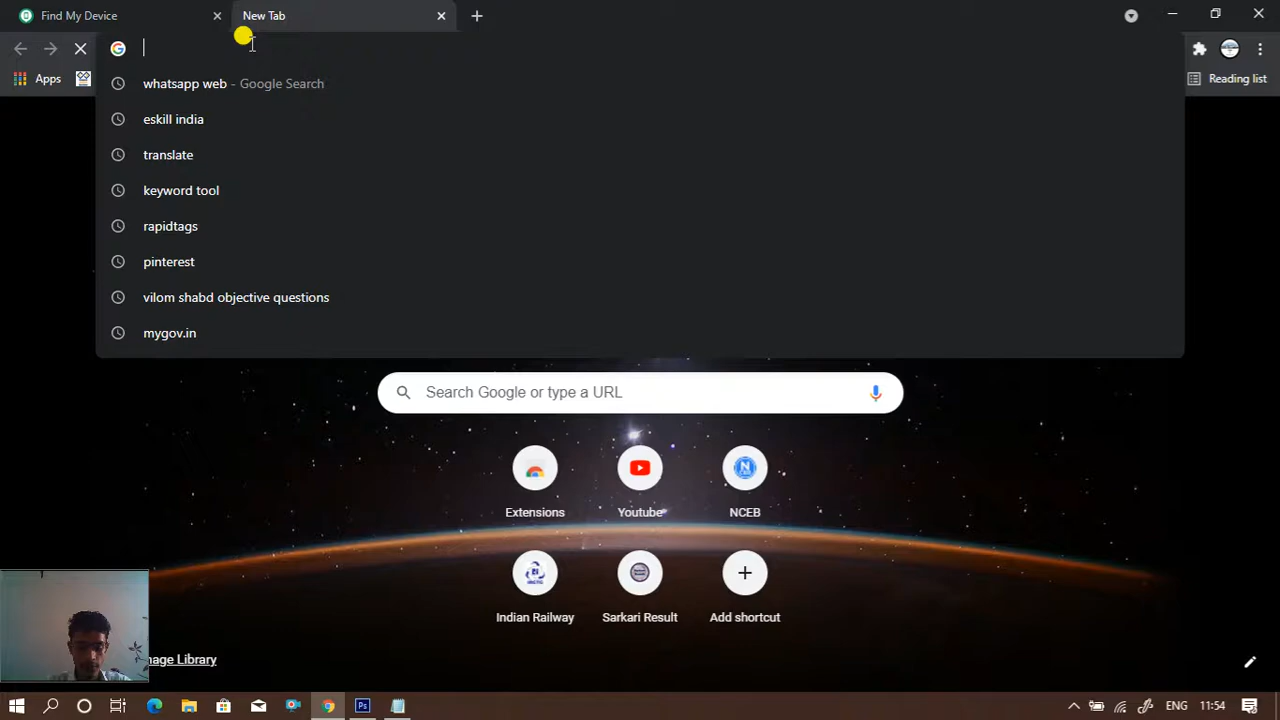 Find My Device
New Tab
whatsapp web - Google Search
Apps
Reading list
eskill india
translate
keyword tool
rapidtags
pinterest
vilom shabd objective questions
mygov.in
Search Google or type a URL
Extensions
Youtube
NCEB
Indian Railway
Sarkari Result
Add shortcut
mage Library
Ps
ENG
11:54